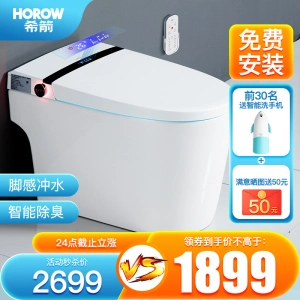 HOROW
希箭
免费
安装
前30名
送智能洗手机
+
满意晒图送50元
50元
脚感冲水
智能除臭
24点截止立涨
活动秒杀价
2699
VS
领券到手价不高于:
1899